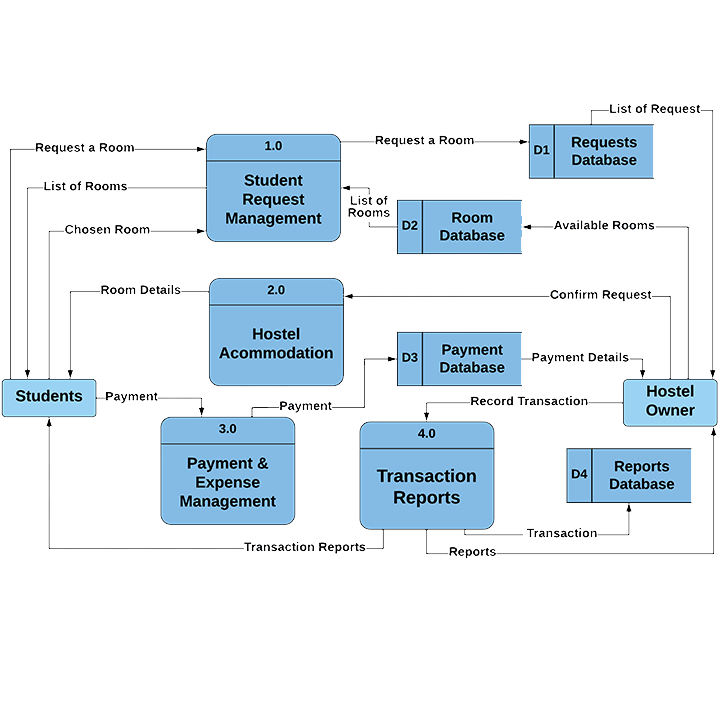 List of Request
1.0
Student
Request
Management
Request a Room
Request a Room
D1
Requests
Database
List of Rooms
List of
Rooms
D2
Room
Database
Available Rooms
Chosen Room
Room Details
2.0
Hostel
Acommodation
Confirm Request
D3
Payment
Database
Payment Details
Students
Payment
Payment
Record Transaction
Hostel
Owner
3.0
Payment &
Expense
Management
4.0
Transaction
Reports
D4
Reports
Database
Transaction
Transaction Reports
Reports